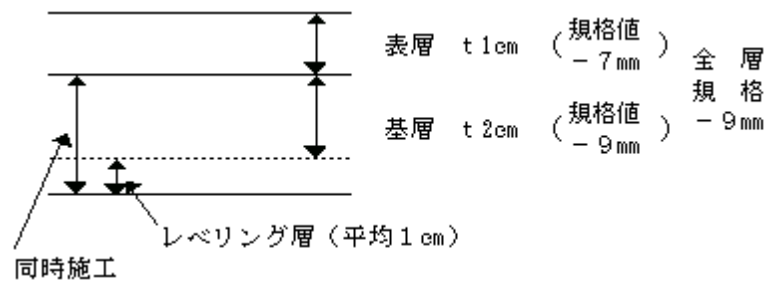 表層 t1cm (規格値 -7mm)
基層 t2cm (規格値 -9mm)
全層規格 -9mm
レベリング層(平均1cm)
同時施工